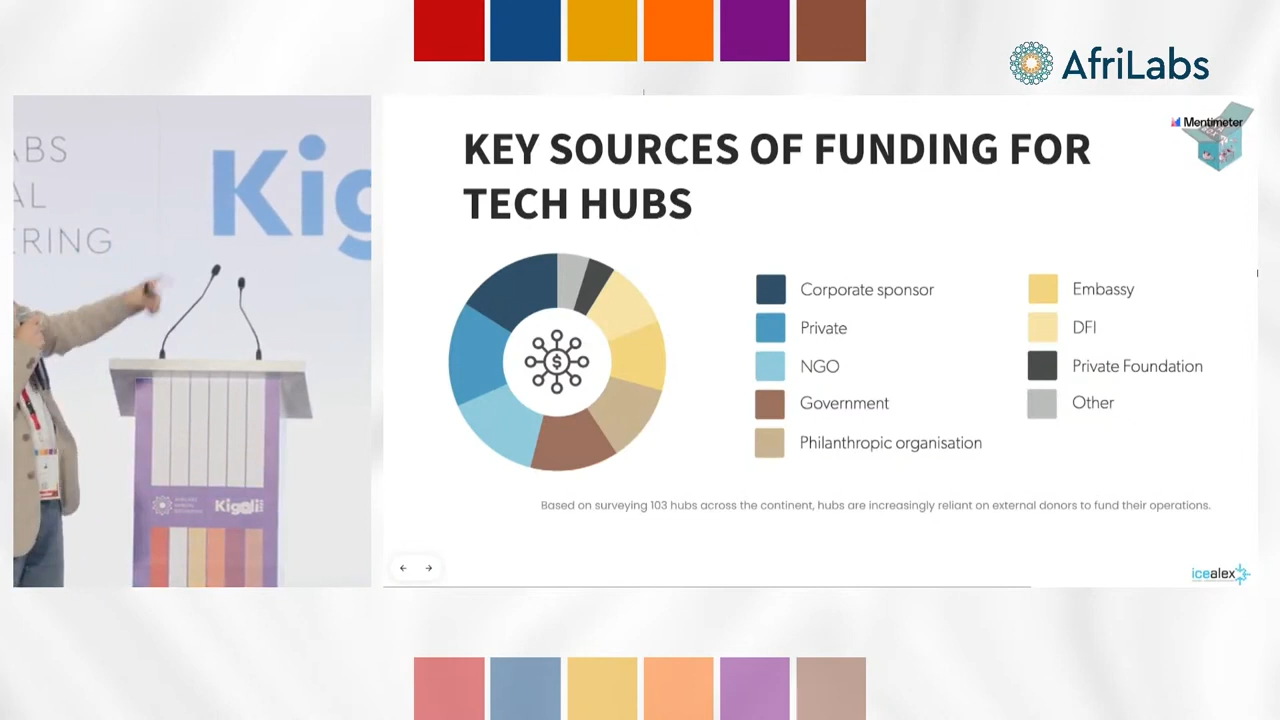 AfriLabs
ABS
AL
ERING
Kig
Kigali
Mentimeter
KEY SOURCES OF FUNDING FOR
TECH HUBS
$
Corporate sponsor
Private
NGO
Government
Philanthropic organisation
Embassy
DFI
Private Foundation
Other
Based on surveying 103 hubs across the continent, hubs are increasingly reliant on external donors to fund their operations.
icealex